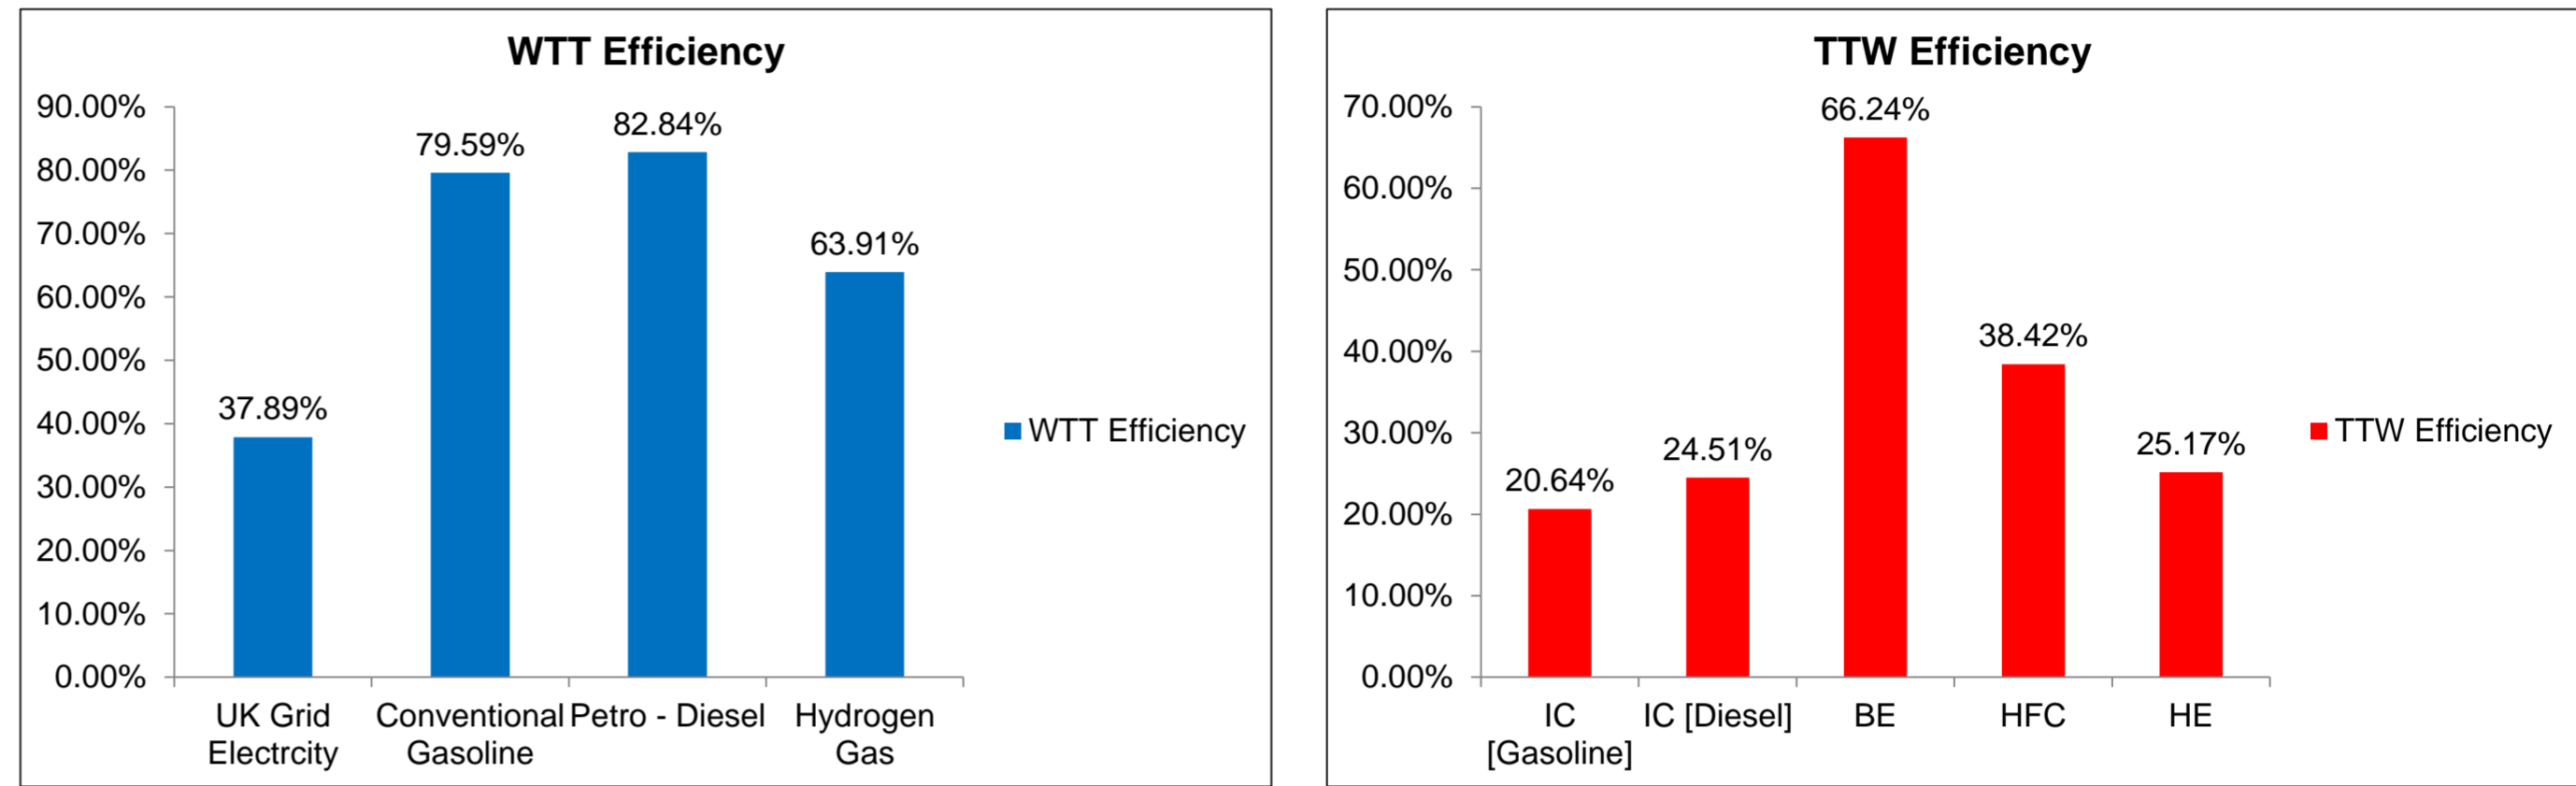 WTT Efficiency
90.00%
80.00%
70.00%
60.00%
50.00%
40.00%
30.00%
20.00%
10.00%
0.00%
37.89%
79.59%
82.84%
63.91%
UK Grid
Electrcity
Conventional
Gasoline
Petro - Diesel
Hydrogen
Gas
WTT Efficiency
TTW Efficiency
70.00%
60.00%
50.00%
40.00%
30.00%
20.00%
10.00%
0.00%
20.64%
24.51%
66.24%
38.42%
25.17%
IC
[Gasoline]
IC [Diesel]
BE
HFC
HE
TTW Efficiency